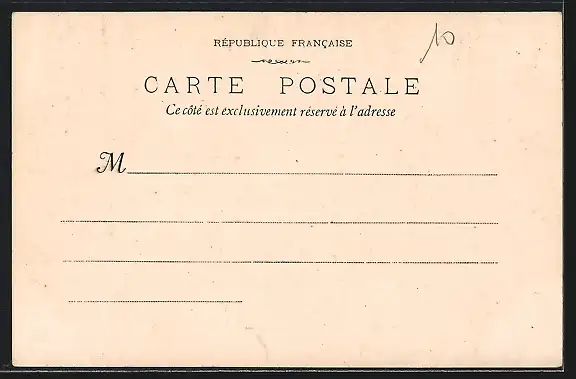 10
RÉPUBLIQUE FRANÇAISE
CARTE POSTALE
Ce côté est exclusivement réservé à l'adresse
M